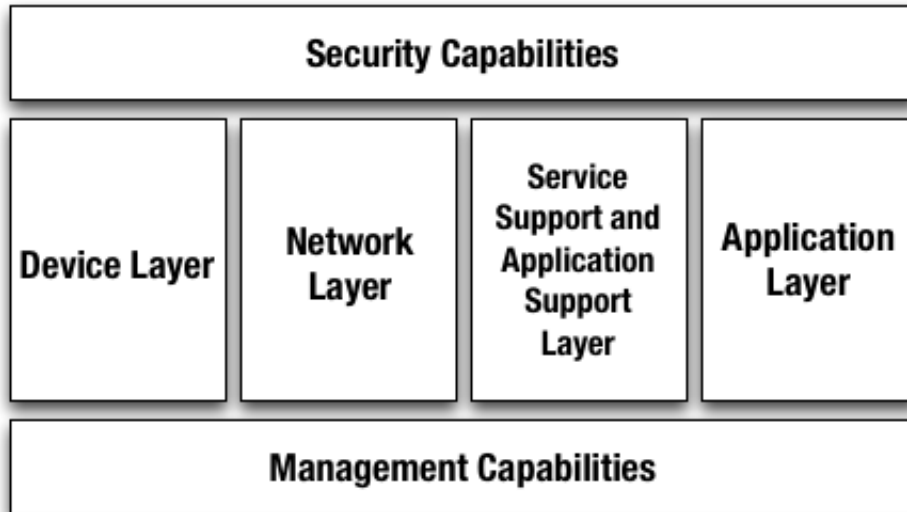 Security Capabilities
Device Layer
Network
Layer
Service
Support and
Application
Support
Layer
Application
Layer
Management Capabilities